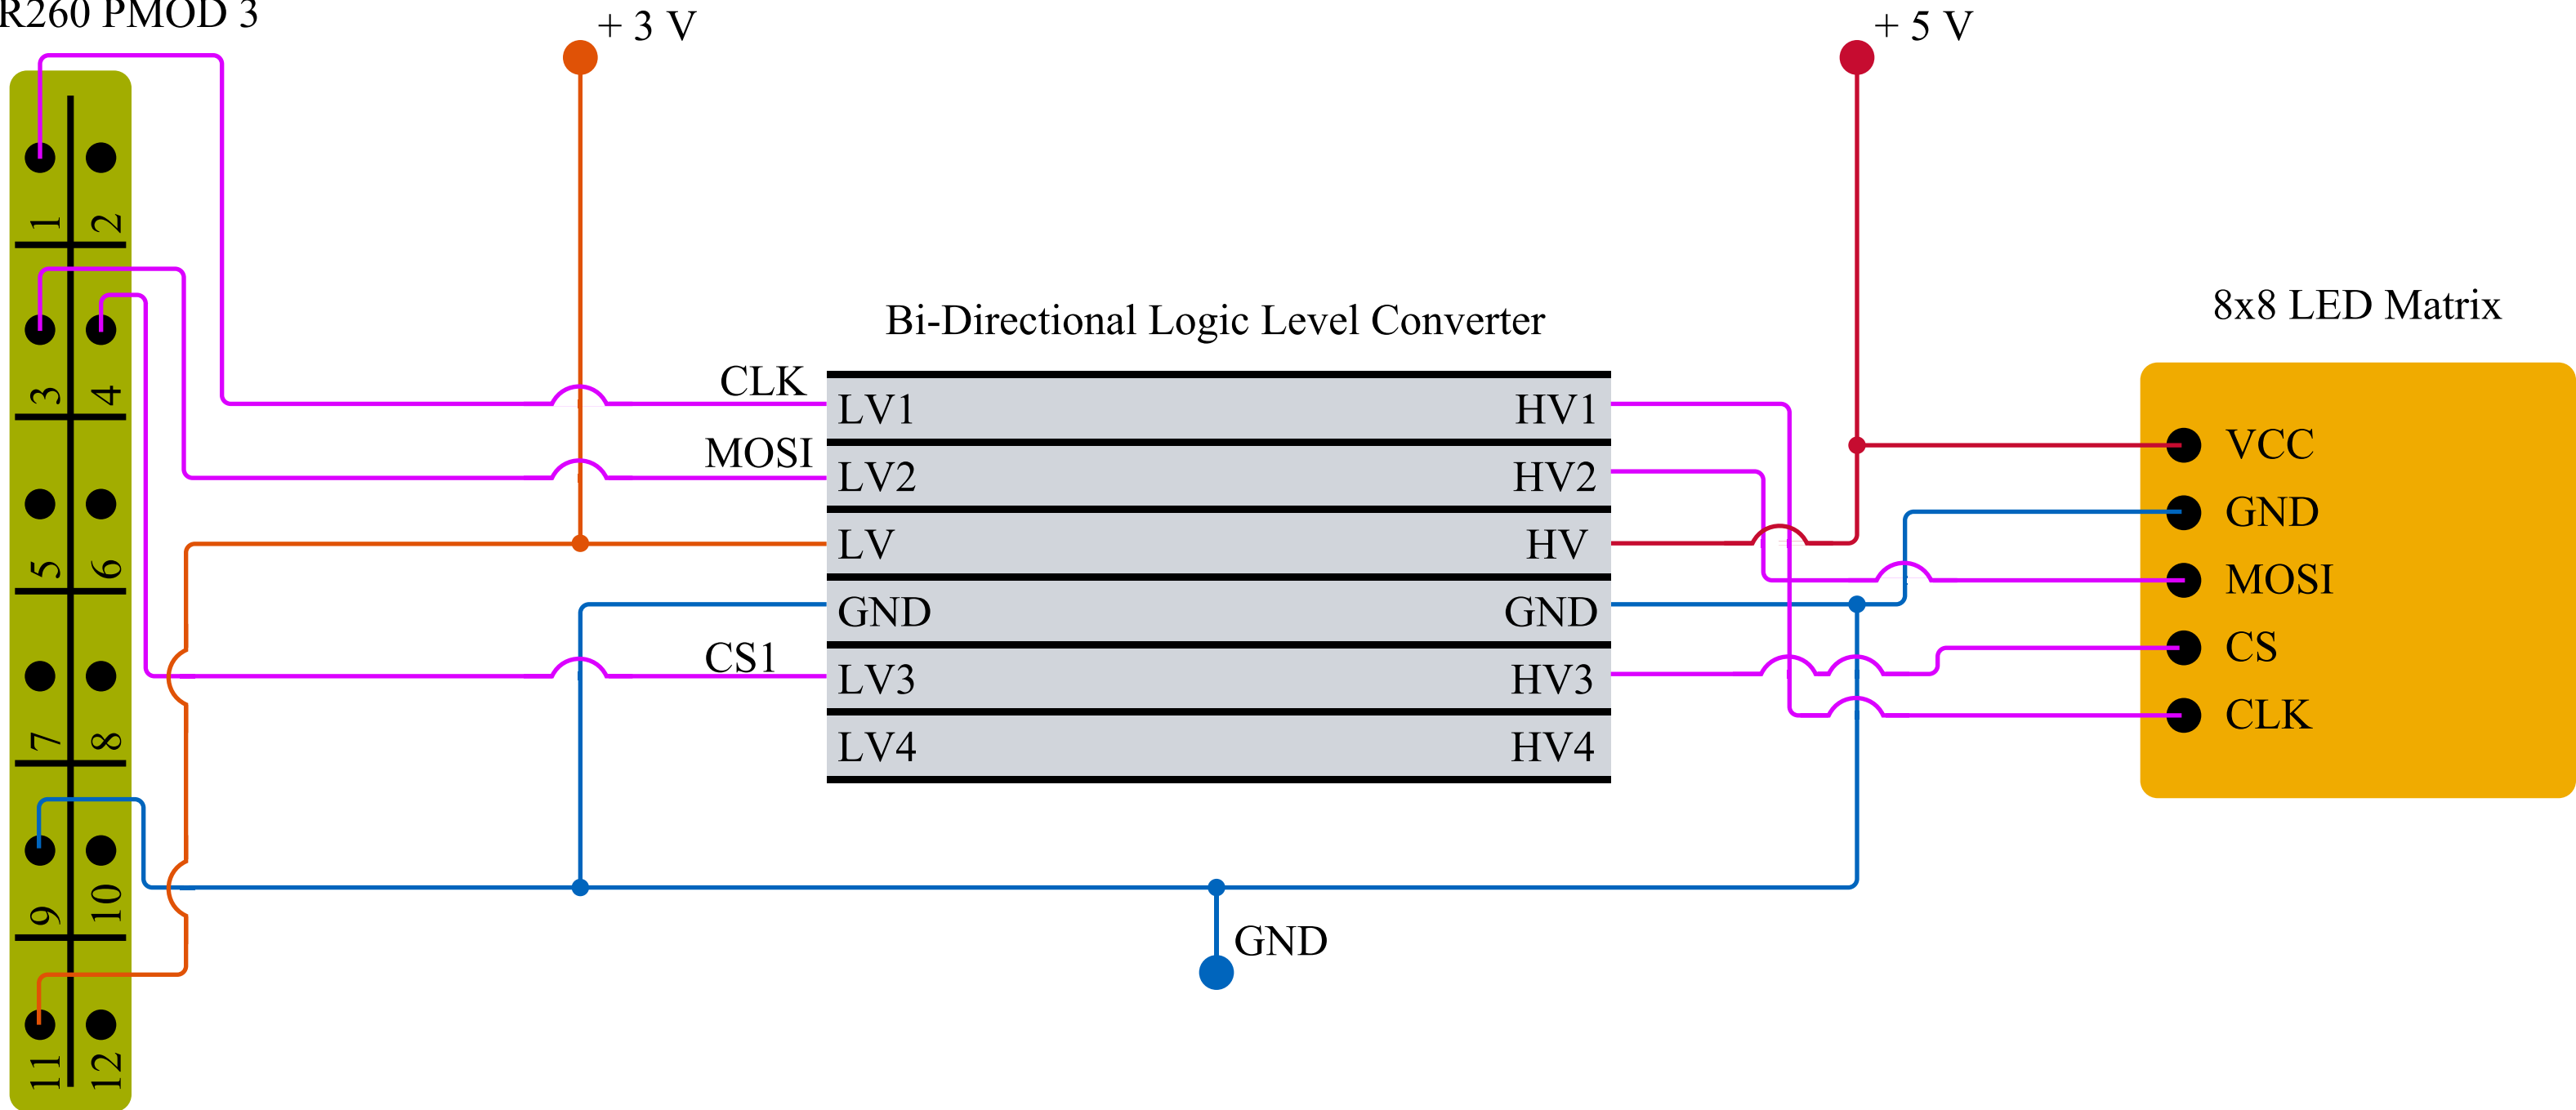 R260 PMOD 3
+ 3 V
+ 5 V
1
2
3
4
5
6
7
8
9
10
11
12
Bi-Directional Logic Level Converter
CLK
MOSI
CS1
LV1
HV1
LV2
HV2
LV
HV
GND
GND
LV3
HV3
LV4
HV4
GND
8x8 LED Matrix
VCC
GND
MOSI
CS
CLK